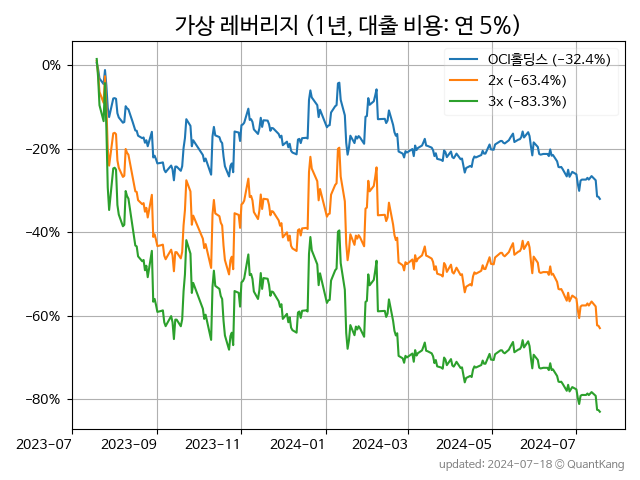 가상 레버리지 (1년, 대출 비용: 연 5%)
OCI홀딩스 (−32.4%)
2x (−63.4%)
3x (−83.3%)
0%
−20%
−40%
−60%
−80%
2023-07 2023-09 2023-11 2024-01 2024-03 2024-05 2024-07
updated: 2024-07-18 © QuantKang